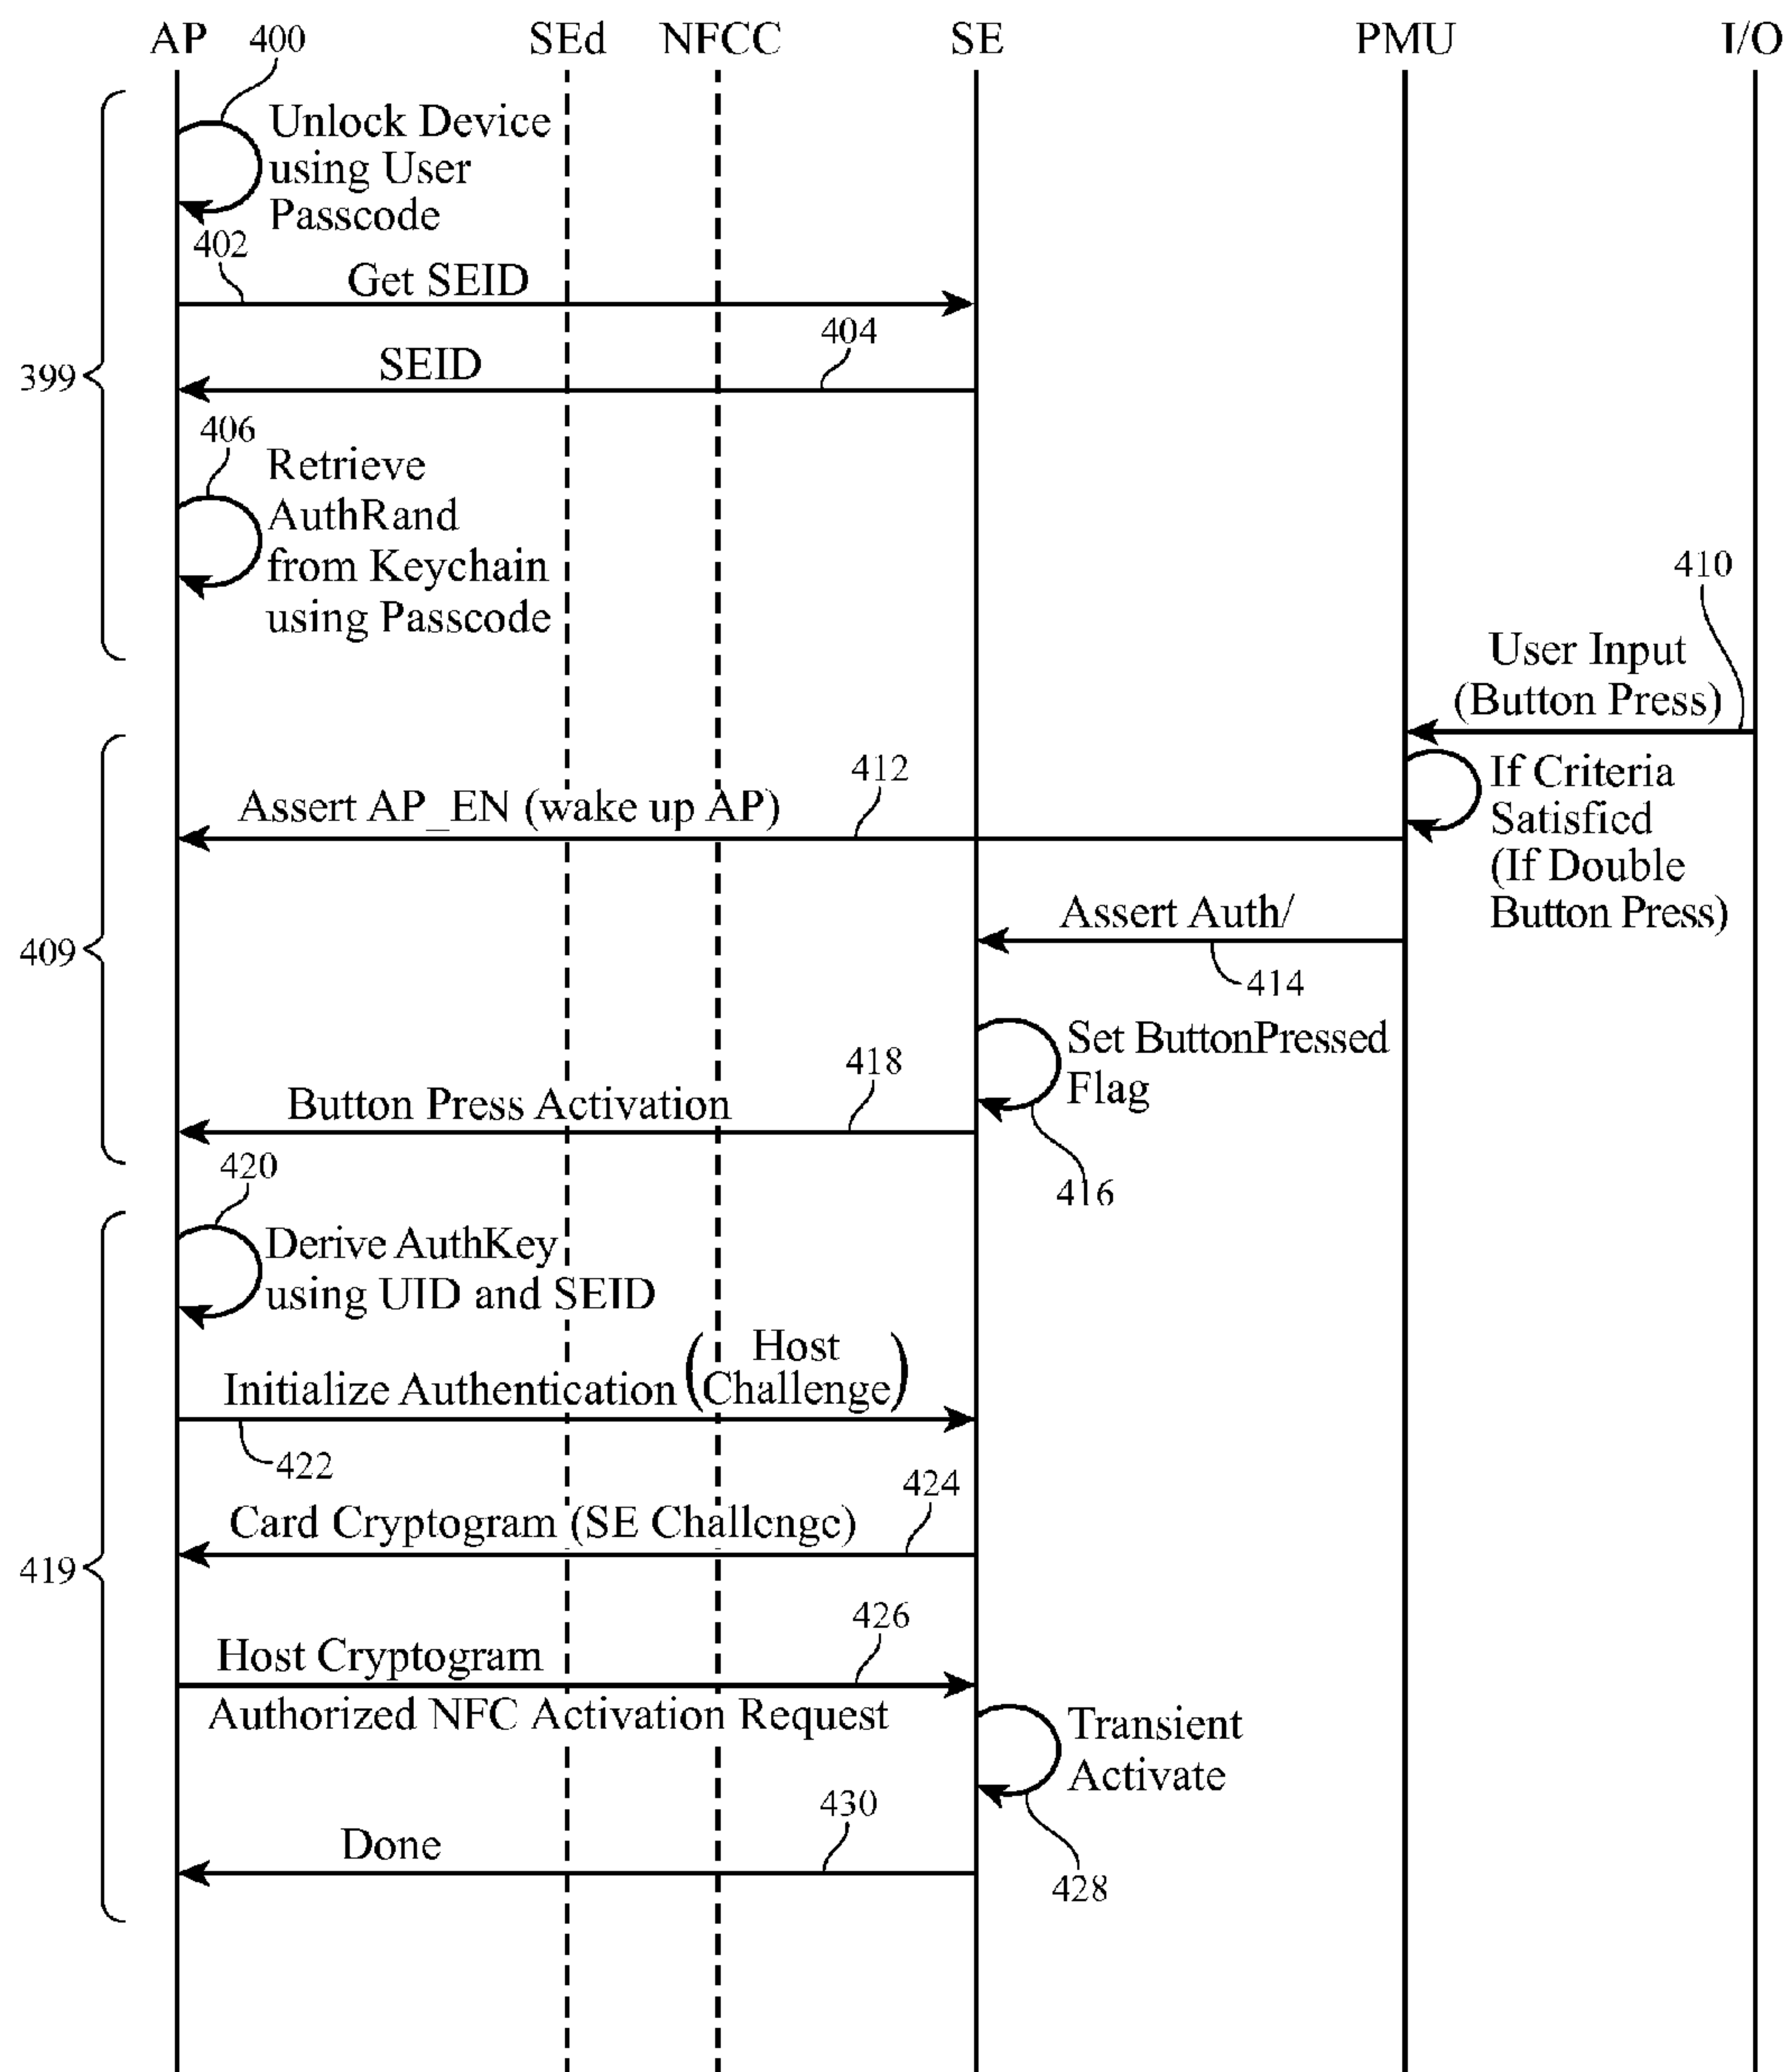 AP
400
SEd
NFCC
SE
PMU
I/O
Unlock Device
using User
Passcode
402
Get SEID
404
SEID
399
406
Retrieve
AuthRand
from Keychain
using Passcode
410
User Input
(Button Press)
412
Assert AP_EN (wake up AP)
If Criteria
Satisfied
(If Double
Button Press)
Assert Auth/
409
414
Set ButtonPressed
Flag
418
Button Press Activation
416
420
Derive AuthKey
using UID and SEID
Initialize Authentication
(Host
Challenge)
422
424
Card Cryptogram (SE Challenge)
419
426
Host Cryptogram
Authorized NFC Activation Request
Transient
Activate
430
Done
428